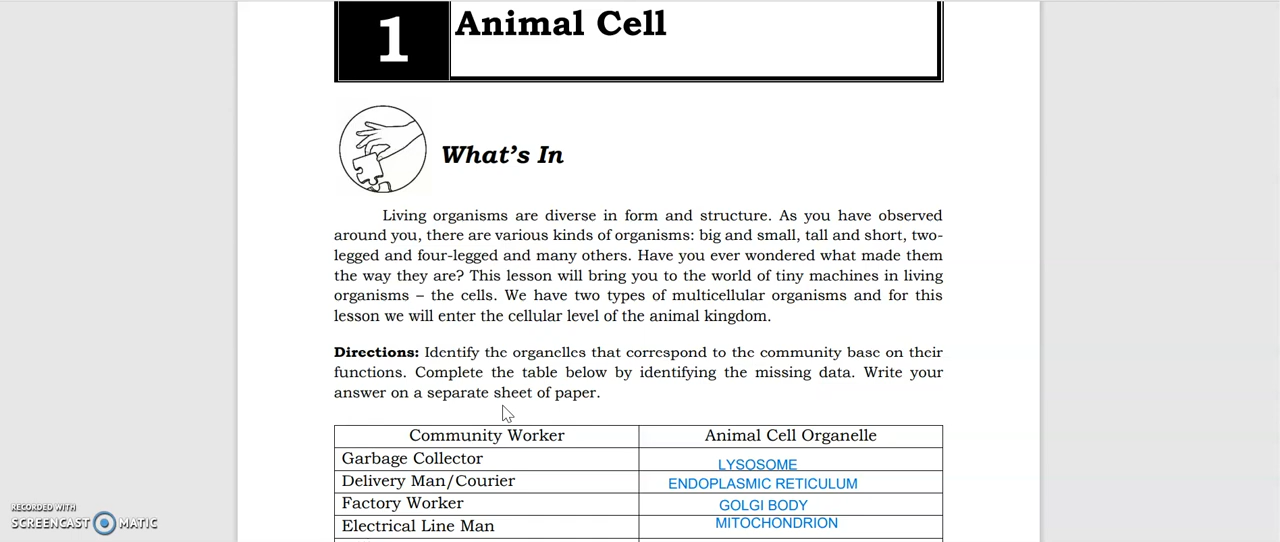 1
Animal Cell
What's In
Living organisms are diverse in form and structure. As you have observed
around you, there are various kinds of organisms: big and small, tall and short, two-
legged and four-legged and many others. Have you ever wondered what made them
the way they are? This lesson will bring you to the world of tiny machines in living
organisms – the cells. We have two types of multicellular organisms and for this
lesson we will enter the cellular level of the animal kingdom.
Directions: Identify the organelles that correspond to the community base on their
functions. Complete the table below by identifying the missing data. Write your
answer on a separate sheet of paper.
Community Worker Animal Cell Organelle
Garbage Collector LYSOSOME
Delivery Man/Courier ENDOPLASMIC RETICULUM
Factory Worker GOLGI BODY
Electrical Line Man MITOCHONDRION
RECORDED WITH
SCREENCAST MATIC